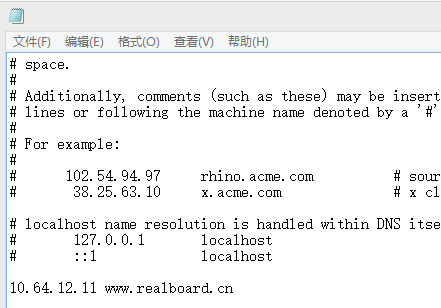 文件(F) 编辑(E) 格式(O) 查看(V) 帮助(H)
# space.
#
# Additionally, comments (such as these) may be insert
# lines or following the machine name denoted by a '#'
#
# For example:
#
#      102.54.94.97     rhino.acme.com          # sour
#       38.25.63.10     x.acme.com              # x cl

# localhost name resolution is handled within DNS itse
#       127.0.0.1       localhost
#       ::1             localhost

10.64.12.11 www.realboard.cn